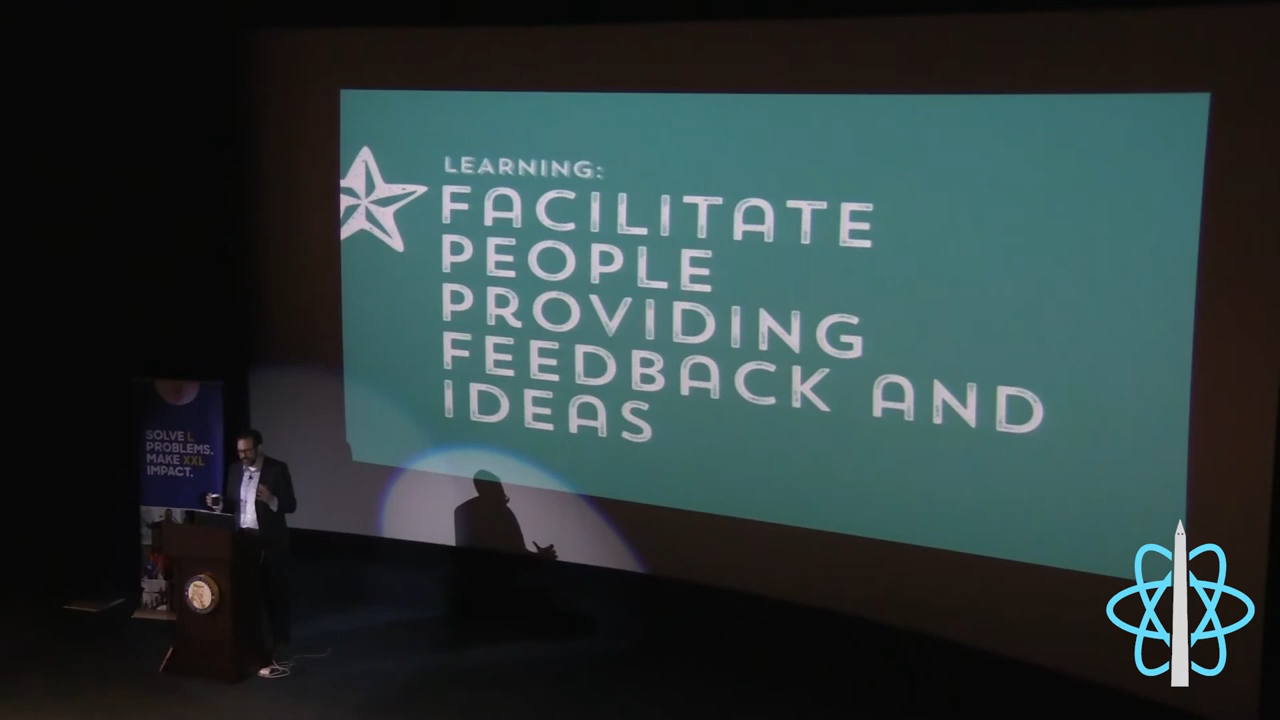 LEARNING:
FACILITATE
PEOPLE
PROVIDING
FEEDBACK AND
IDEAS
SOLVE L
PROBLEMS.
MAKE XXL
IMPACT.